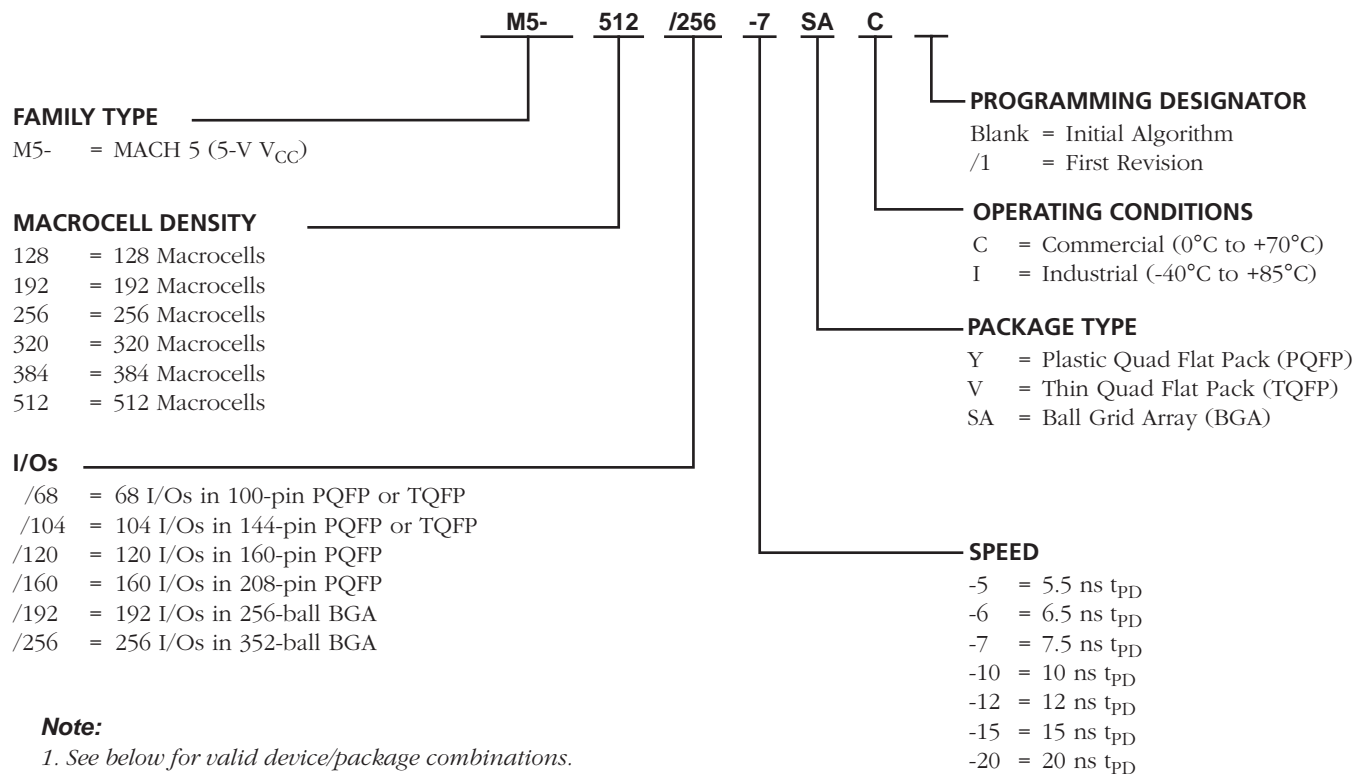 M5- 512 /256 -7 SA C
FAMILY TYPE
M5- = MACH 5 (5-V VCC)
MACROCELL DENSITY
128 = 128 Macrocells
192 = 192 Macrocells
256 = 256 Macrocells
320 = 320 Macrocells
384 = 384 Macrocells
512 = 512 Macrocells
I/Os
/68 = 68 I/Os in 100-pin PQFP or TQFP
/104 = 104 I/Os in 144-pin PQFP or TQFP
/120 = 120 I/Os in 160-pin PQFP
/160 = 160 I/Os in 208-pin PQFP
/192 = 192 I/Os in 256-ball BGA
/256 = 256 I/Os in 352-ball BGA
Note:
1. See below for valid device/package combinations.
PROGRAMMING DESIGNATOR
Blank = Initial Algorithm
/1 = First Revision
OPERATING CONDITIONS
C = Commercial (0°C to +70°C)
I = Industrial (-40°C to +85°C)
PACKAGE TYPE
Y = Plastic Quad Flat Pack (PQFP)
V = Thin Quad Flat Pack (TQFP)
SA = Ball Grid Array (BGA)
SPEED
-5 = 5.5 ns tPD
-6 = 6.5 ns tPD
-7 = 7.5 ns tPD
-10 = 10 ns tPD
-12 = 12 ns tPD
-15 = 15 ns tPD
-20 = 20 ns tPD